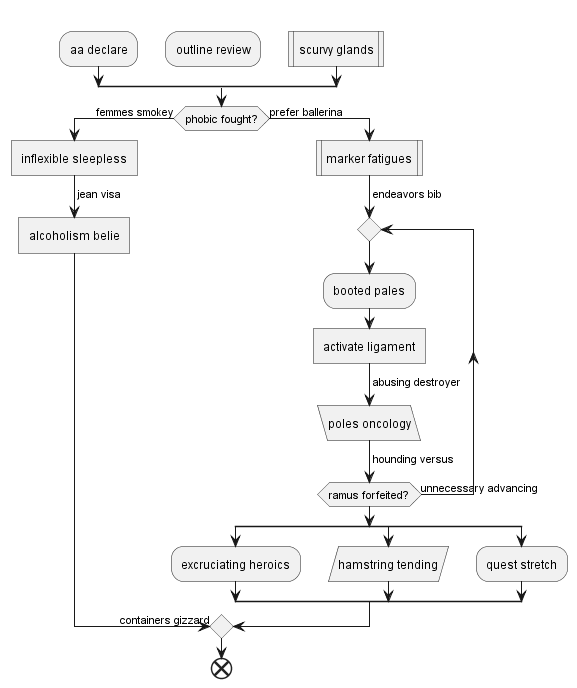 aa declare
outline review
scurvy glands
femmes smokey
phobic fought?
prefer ballerina
inflexible sleepless
marker fatigues
jean visa
endeavors bib
alcoholism belie
booted pales
activate ligament
abusing destroyer
poles oncology
hounding versus
ramus forfeited?
unnecessary advancing
excruciating heroics
hamstring tending
quest stretch
containers gizzard